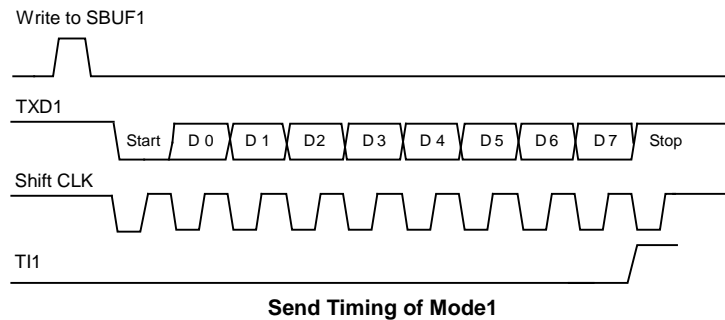 Write to SBUF1
TXD1
Start D 0 D 1 D2 D 3 D 4 D5 D6 D7 Stop
Shift CLK
TI1
Send Timing of Mode1